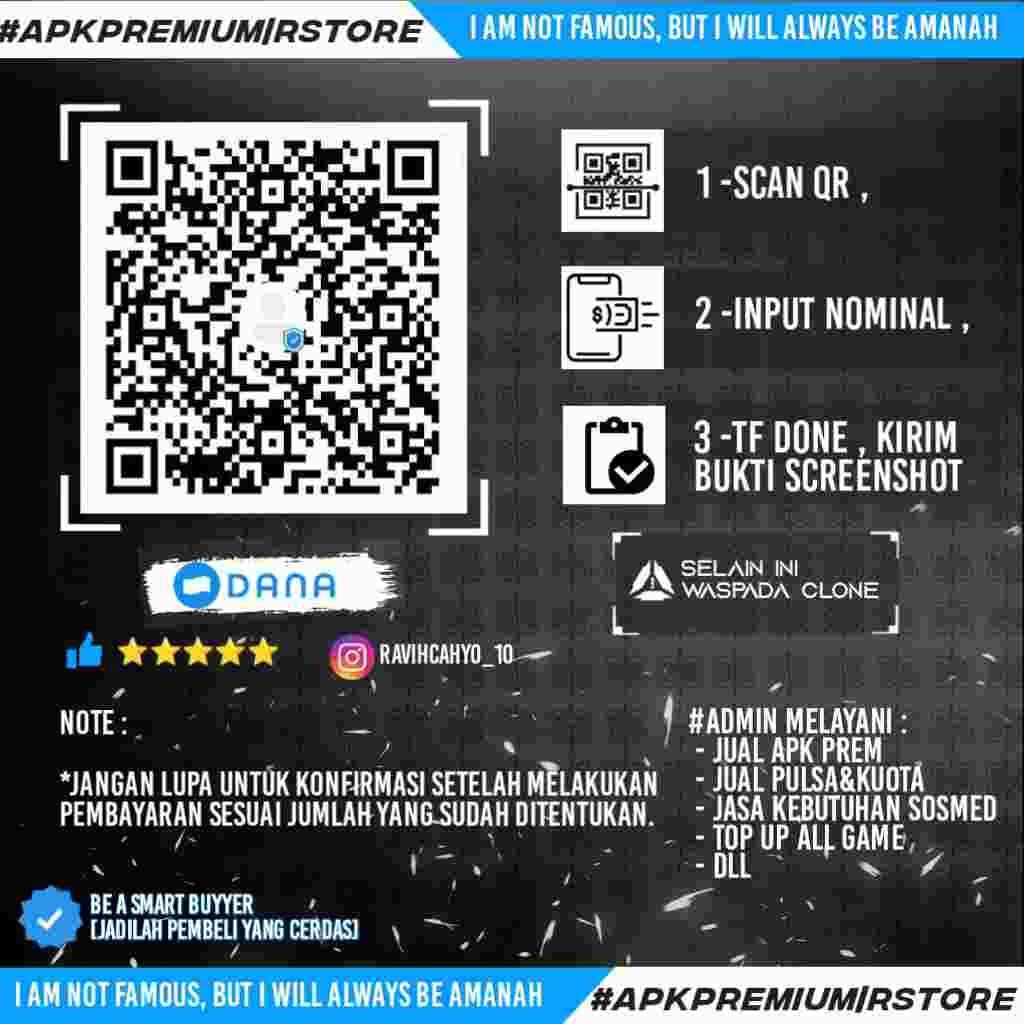 #APKPREMIUM|RSTORE
I AM NOT FAMOUS, BUT I WILL ALWAYS BE AMANAH
1 -SCAN QR ,
2 -INPUT NOMINAL ,
3 -TF DONE , KIRIM
BUKTI SCREENSHOT
DANA
SELAIN INI
WASPADA CLONE
RAVIHCAHYO_10
NOTE :
*JANGAN LUPA UNTUK KONFIRMASI SETELAH MELAKUKAN
PEMBAYARAN SESUAI JUMLAH YANG SUDAH DITENTUKAN.
#ADMIN MELAYANI :
- JUAL APK PREM
- JUAL PULSA&KUOTA
- JASA KEBUTUHAN SOSMED
- TOP UP ALL GAME
- DLL
BE A SMART BUYYER
[JADILAH PEMBELI YANG CERDAS]
I AM NOT FAMOUS, BUT I WILL ALWAYS BE AMANAH
#APKPREMIUM|RSTORE